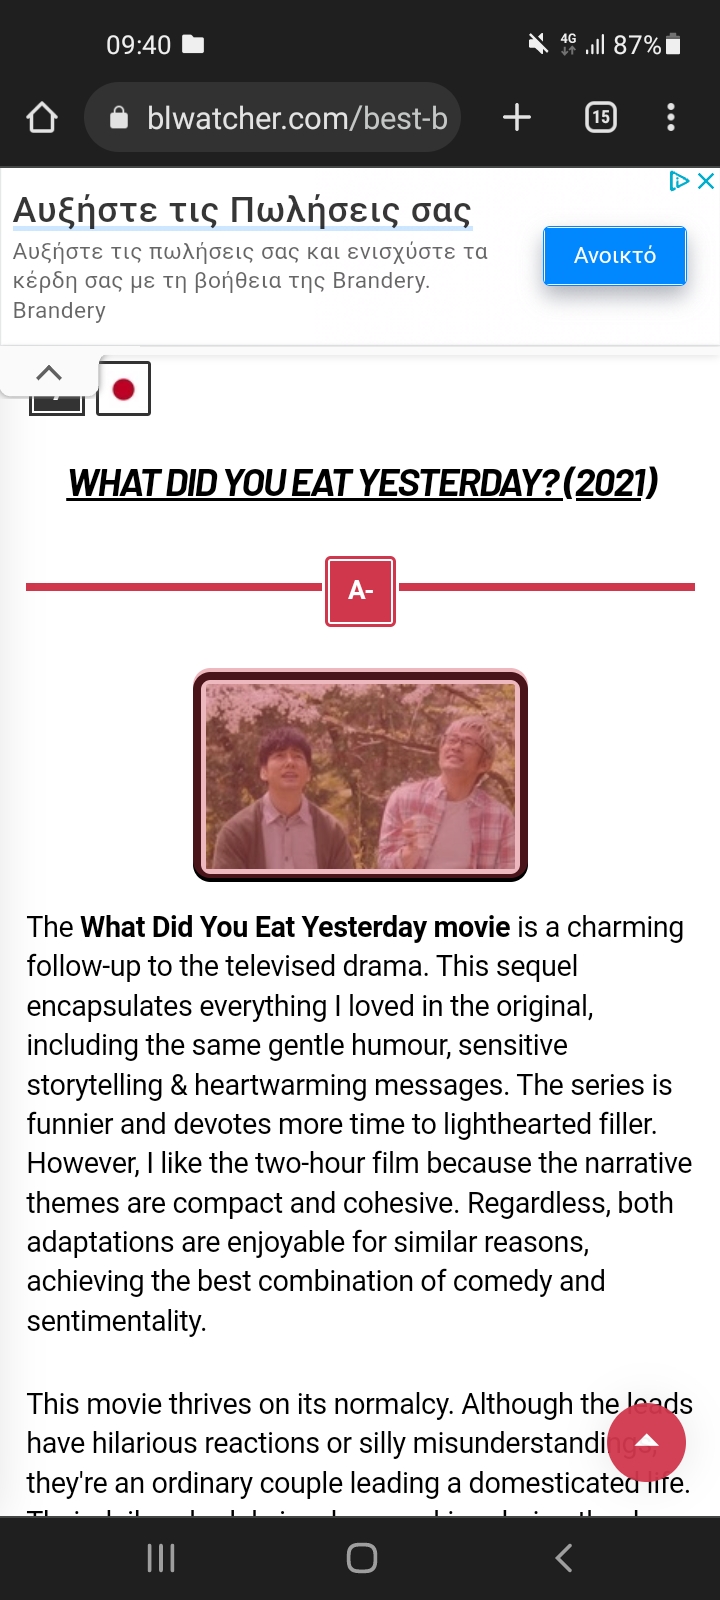 09:40
4G
87%
blwatcher.com/best-b
15
Αυξήστε τις Πωλήσεις σας
Αυξήστε τις πωλήσεις σας και ενισχύστε τα
κέρδη σας με τη βοήθεια της Brandery.
Brandery
Ανοικτό
WHAT DID YOU EAT YESTERDAY? (2021)
A-
The What Did You Eat Yesterday movie is a charming
follow-up to the televised drama. This sequel
encapsulates everything I loved in the original,
including the same gentle humour, sensitive
storytelling & heartwarming messages. The series is
funnier and devotes more time to lighthearted filler.
However, I like the two-hour film because the narrative
themes are compact and cohesive. Regardless, both
adaptations are enjoyable for similar reasons,
achieving the best combination of comedy and
sentimentality.
This movie thrives on its normalcy. Although the leads
have hilarious reactions or silly misunderstandings,
they're an ordinary couple leading a domesticated life.